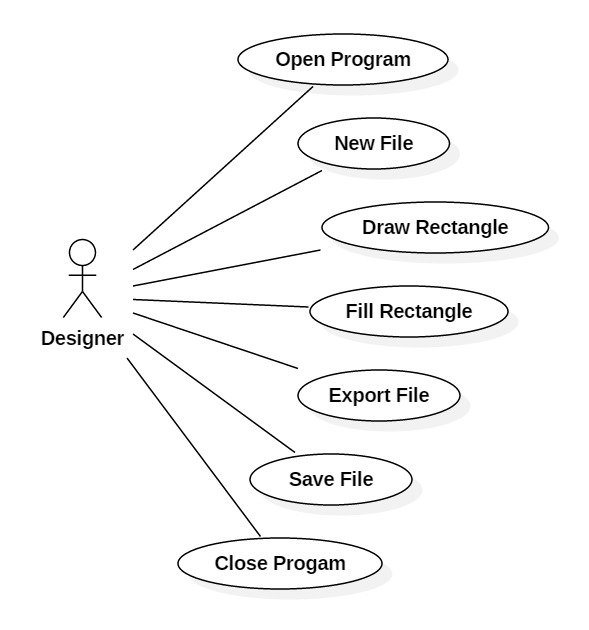 Open Program
New File
Draw Rectangle
Fill Rectangle
Designer
Export File
Save File
Close Progam